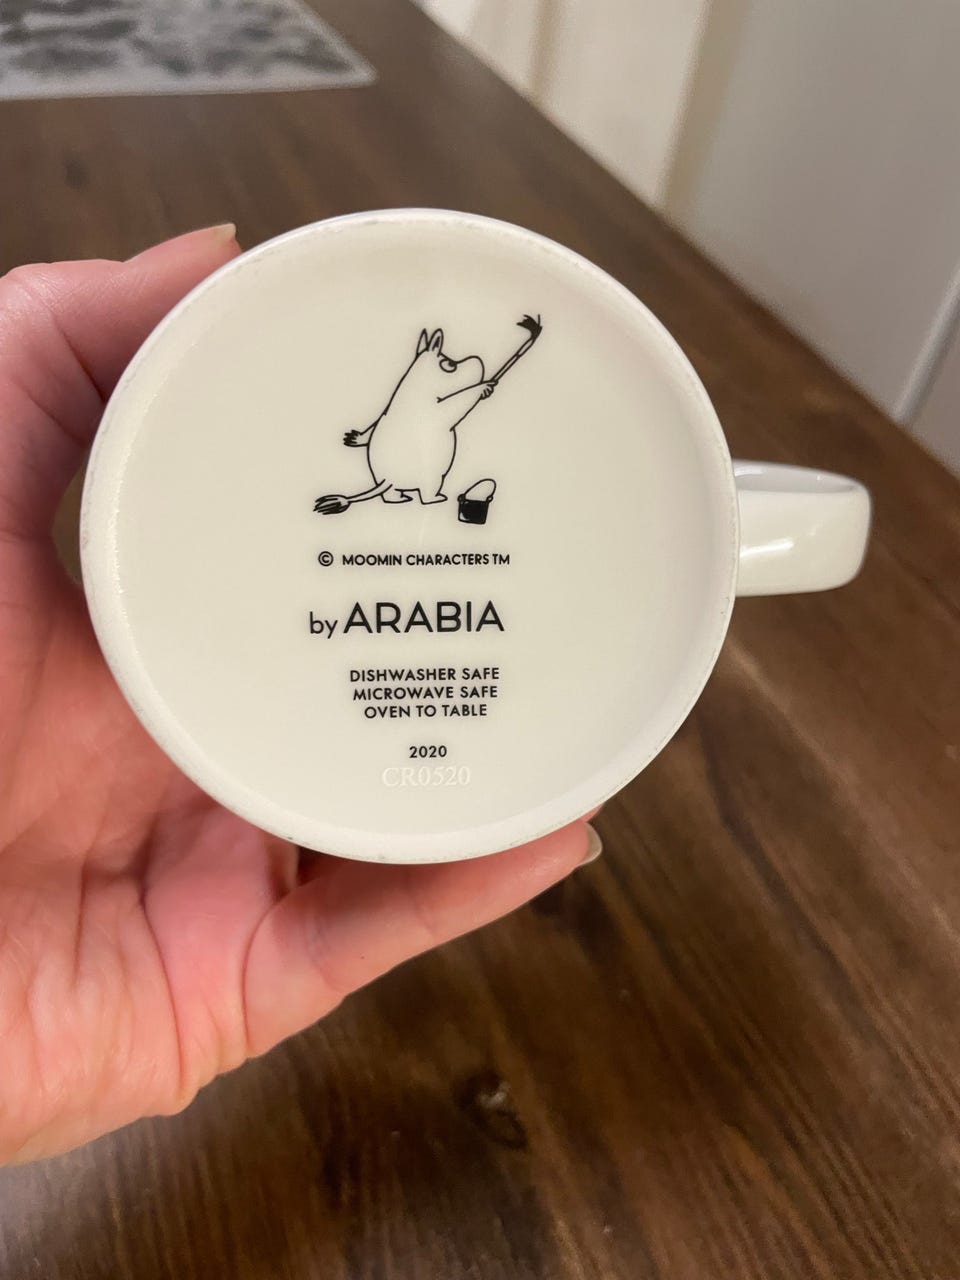 © MOOMIN CHARACTERS TM
by ARABIA
DISHWASHER SAFE
MICROWAVE SAFE
OVEN TO TABLE
2020
CR0520